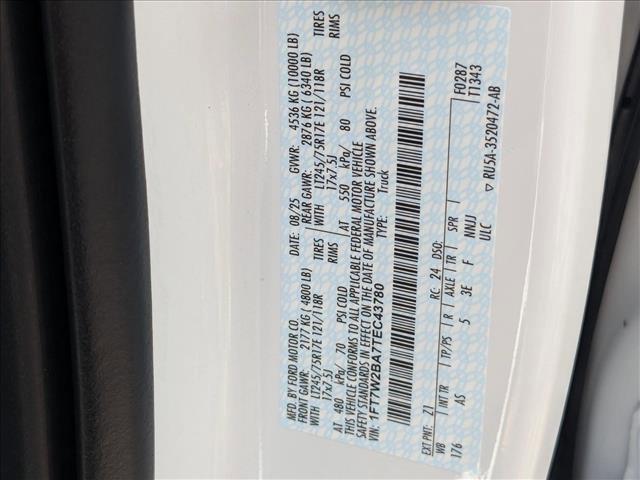 MFD. BY FORD MOTOR CO. DATE: 08/25 GVWR: 4536 KG (10000 LB)
FRONT GAWR: 2177 KG (4800 LB) REAR GAWR: 2876 KG (6340 LB)
WITH LT245/75R17E 121/118R TIRES WITH LT245/75R17E 121/118R TIRES
17x7.5J RIMS 17x7.5J RIMS
AT 480 kPa/ 70 PSI COLD AT 550 kPa/ 80 PSI COLD
THIS VEHICLE CONFORMS TO ALL APPLICABLE FEDERAL MOTOR VEHICLE
SAFETY STANDARDS IN EFFECT ON THE DATE OF MANUFACTURE SHOWN ABOVE.
VIN: 1FT7W2BA7TEC43780 TYPE: Truck
F0287
T1343
EXT PNT: Z1 RC: 24 DSO:
WB INT TR TP/PS R AXLE TR SPR
176 AS 5 3E F NNJJ
ULC ▽ RU5A-3520472-AB